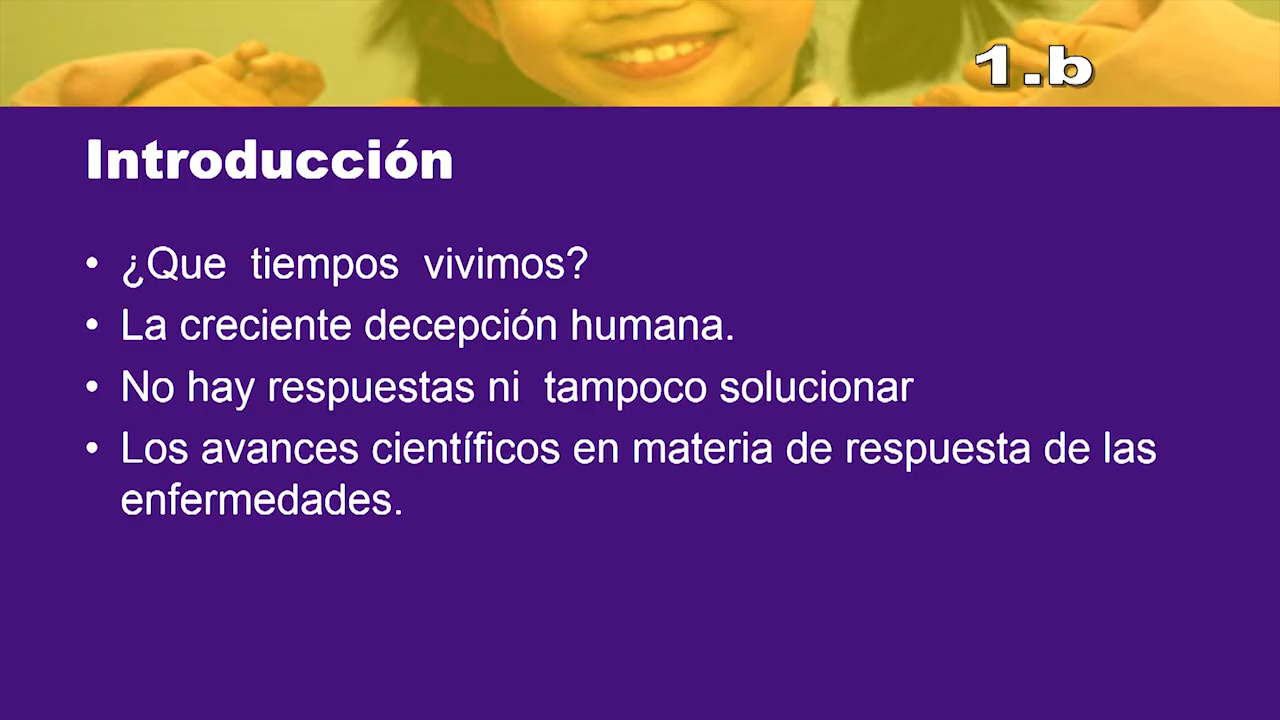 1.b
Introducción
• ¿Que tiempos vivimos?
• La creciente decepción humana.
• No hay respuestas ni tampoco solucionar
• Los avances científicos en materia de respuesta de las
enfermedades.